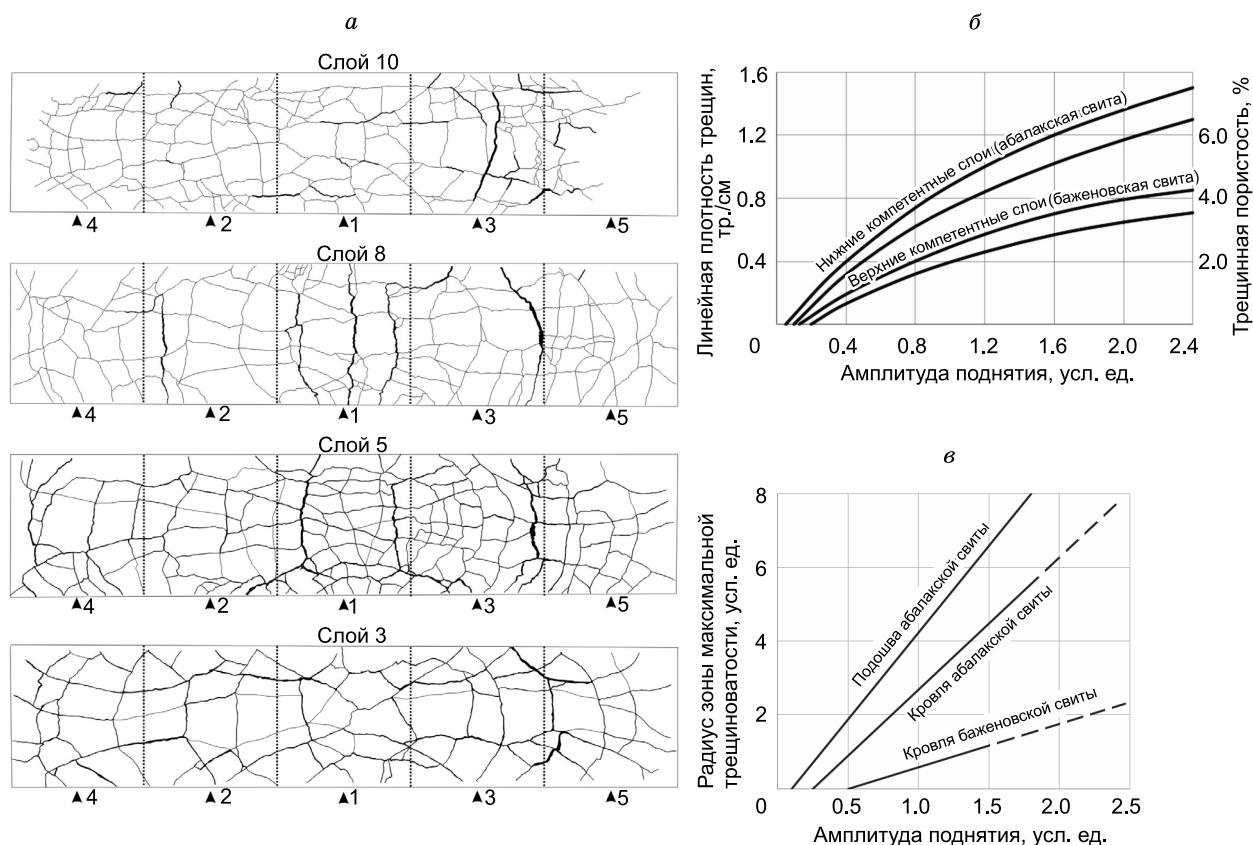 а
Слой 10
▲4 ▲2 ▲1 ▲3 ▲5
Слой 8
▲4 ▲2 ▲1 ▲3 ▲5
Слой 5
▲4 ▲2 ▲1 ▲3 ▲5
Слой 3
▲4 ▲2 ▲1 ▲3 ▲5
б
Линейная плотность трещин,
тр./см
1.6
1.2
0.8
0.4
0
Нижние компетентные слои (абалакская свита)
Верхние компетентные слои (баженовская свита)
6.0
4.0
2.0
Трещинная пористость, %
0.4 0.8 1.2 1.6 2.0 2.4
Амплитуда поднятия, усл. ед.
в
Радиус зоны максимальной
трещиноватости, усл. ед.
8
6
4
2
0
Подошва абалакской свиты
Кровля абалакской свиты
Кровля баженовской свиты
0.5 1.0 1.5 2.0 2.5
Амплитуда поднятия, усл. ед.